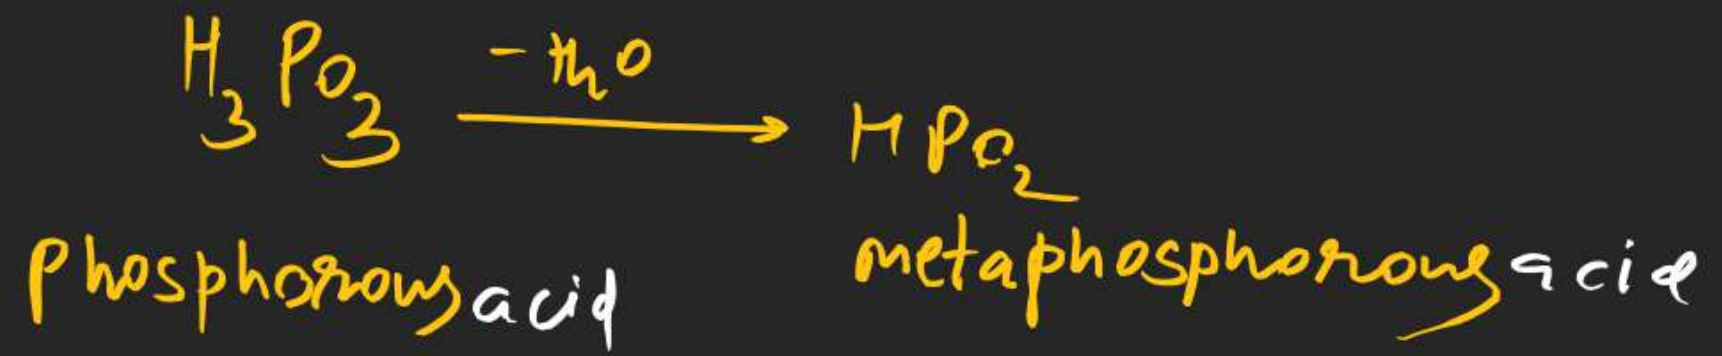 H₃PO₃ -H₂O → HPO₂
phosphorous acid metaphosphorous acid